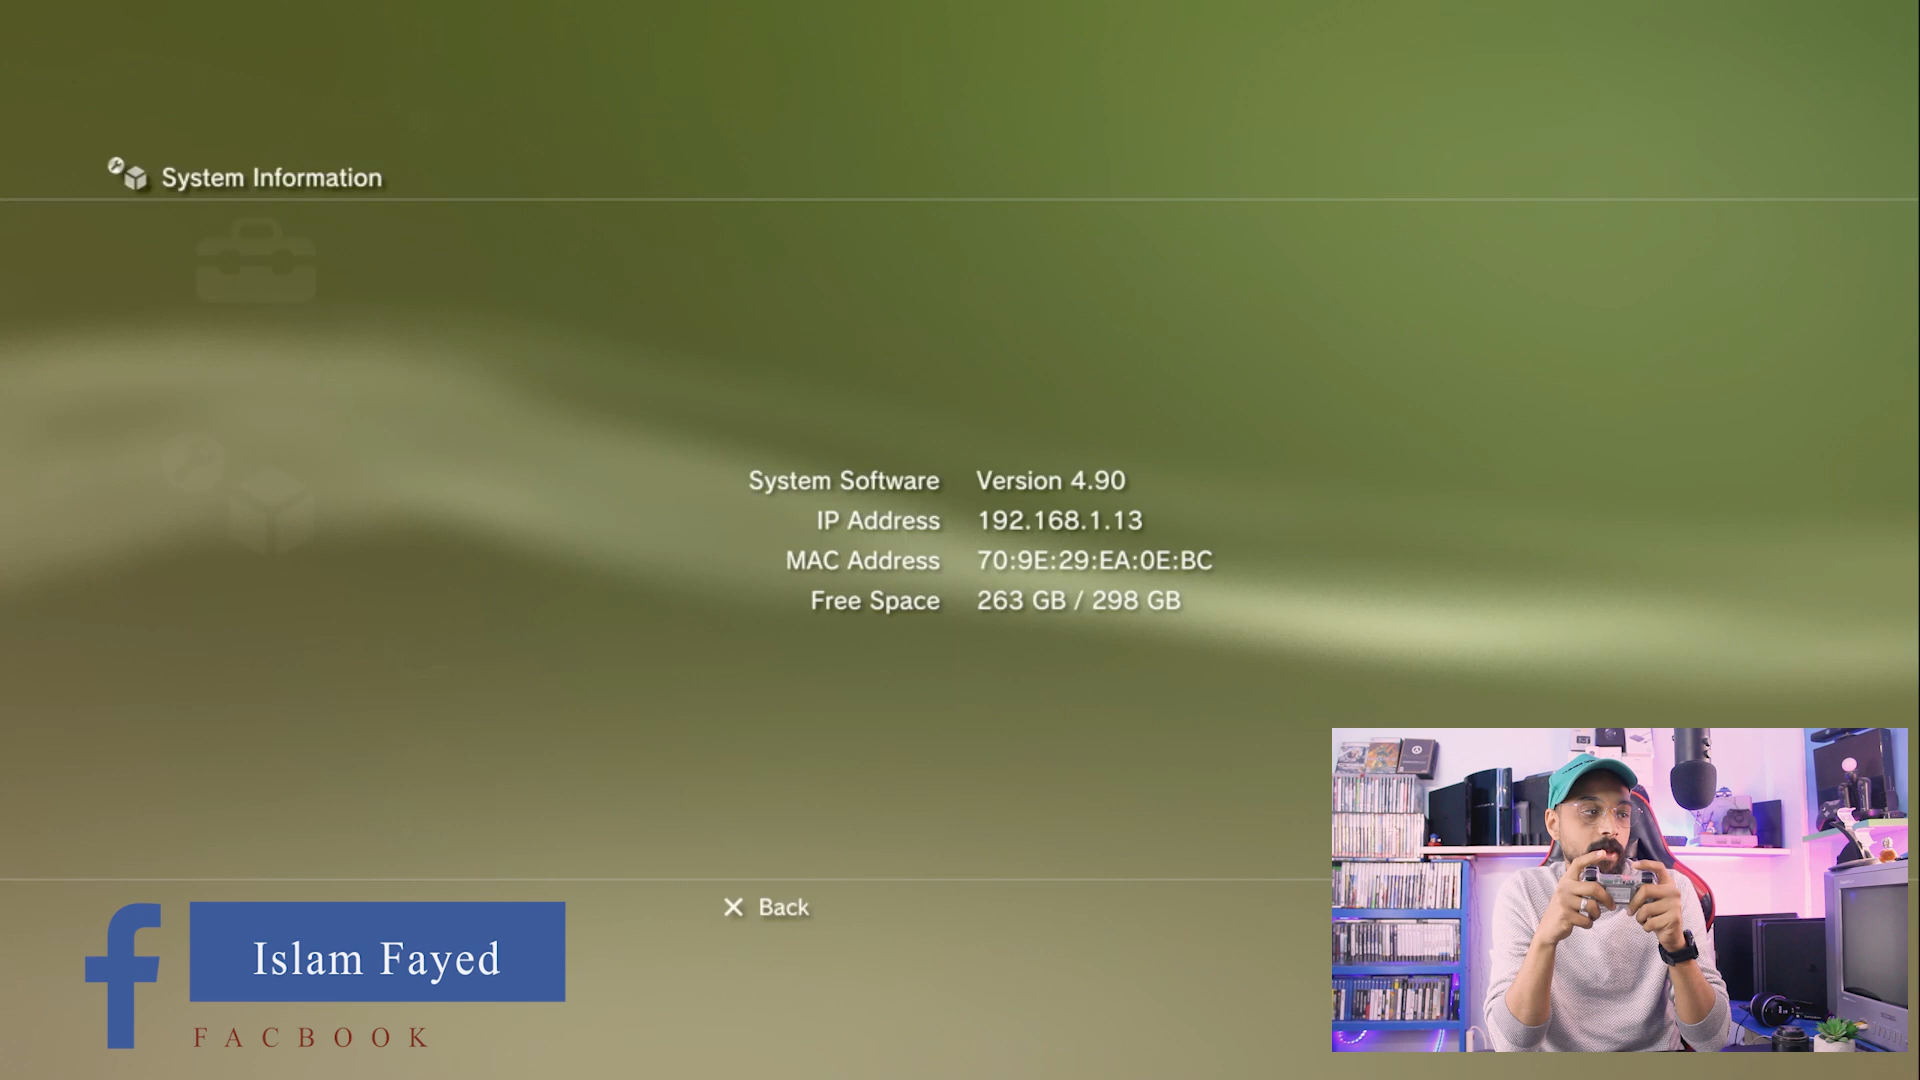 System Information
System Software Version 4.90
IP Address 192.168.1.13
MAC Address 70:9E:29:EA:0E:BC
Free Space 263 GB / 298 GB
Back
Islam Fayed
FACBOOK